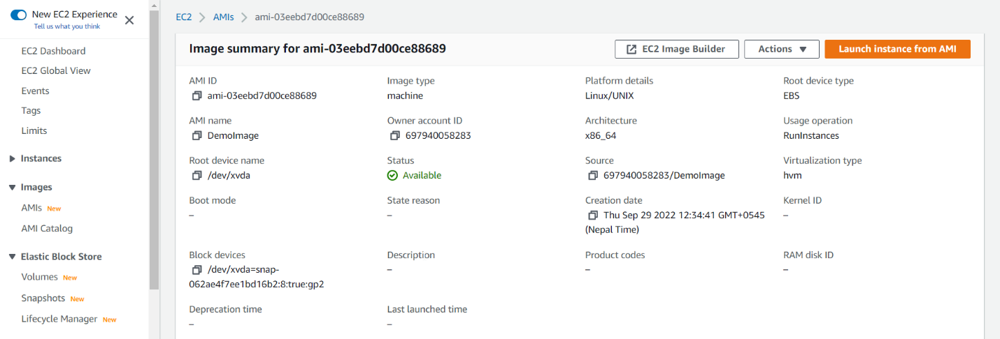 New EC2 Experience
Tell us what you think
EC2 Dashboard
EC2 Global View
Events
Tags
Limits
Instances
Images
AMIs New
AMI Catalog
Elastic Block Store
Volumes New
Snapshots New
Lifecycle Manager New
EC2 > AMIs > ami-03eebd7d00ce88689
Image summary for ami-03eebd7d00ce88689
EC2 Image Builder
Actions
Launch instance from AMI
AMI ID
ami-03eebd7d00ce88689
Image type
machine
Platform details
Linux/UNIX
Root device type
EBS
AMI name
DemoImage
Owner account ID
697940058283
Architecture
x86_64
Usage operation
RunInstances
Root device name
/dev/xvda
Status
Available
Source
697940058283/DemoImage
Virtualization type
hvm
Boot mode
–
State reason
–
Creation date
Thu Sep 29 2022 12:34:41 GMT+0545
(Nepal Time)
Kernel ID
–
Block devices
/dev/xvda=snap-
062ae4f7ee1bd16b2:8:true:gp2
Description
–
Product codes
–
RAM disk ID
–
Deprecation time
–
Last launched time
–